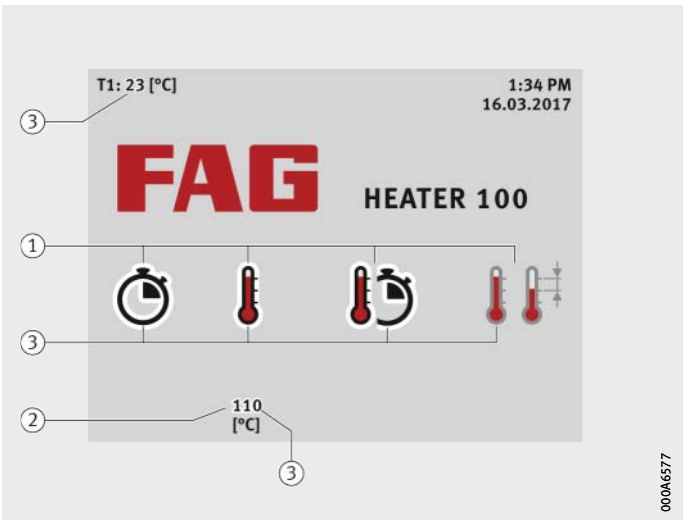 T1: 23 [°C]
1:34 PM
16.03.2017
3
FAG
HEATER 100
1
3
110
2
[°C]
3
000A6577